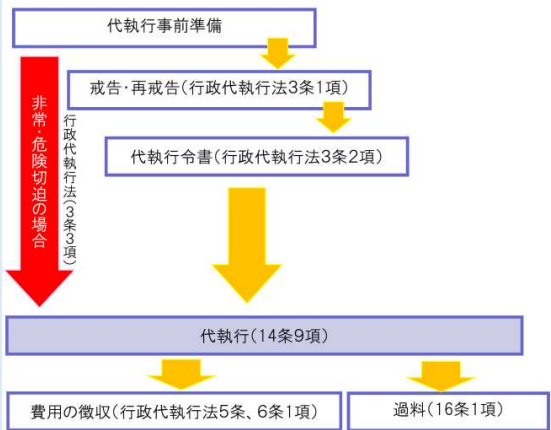 代執行事前準備
戒告・再戒告(行政代執行法3条1項)
代執行令書(行政代執行法3条2項)
非常・危険切迫の場合
行政代執行法(3条3項)
代執行(14条9項)
費用の徴収(行政代執行法5条、6条1項)
過料(16条1項)